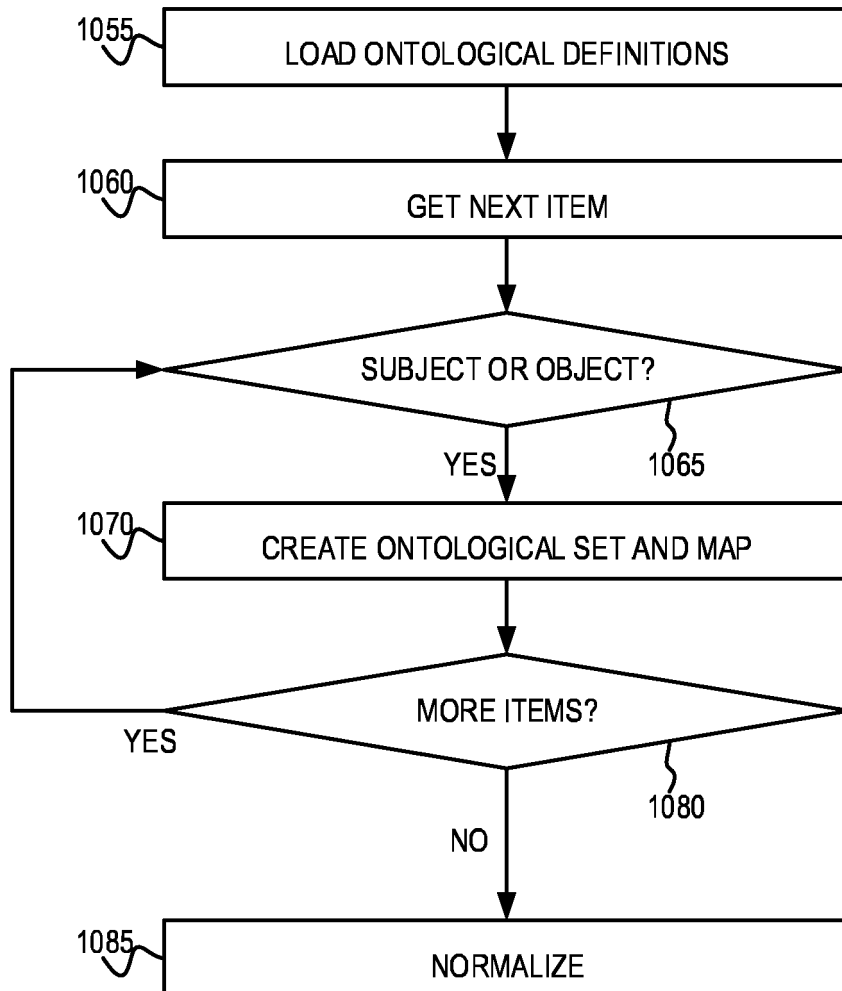 1055
LOAD ONTOLOGICAL DEFINITIONS
1060
GET NEXT ITEM
SUBJECT OR OBJECT?
1065
YES
1070
CREATE ONTOLOGICAL SET AND MAP
MORE ITEMS?
YES
1080
NO
1085
NORMALIZE